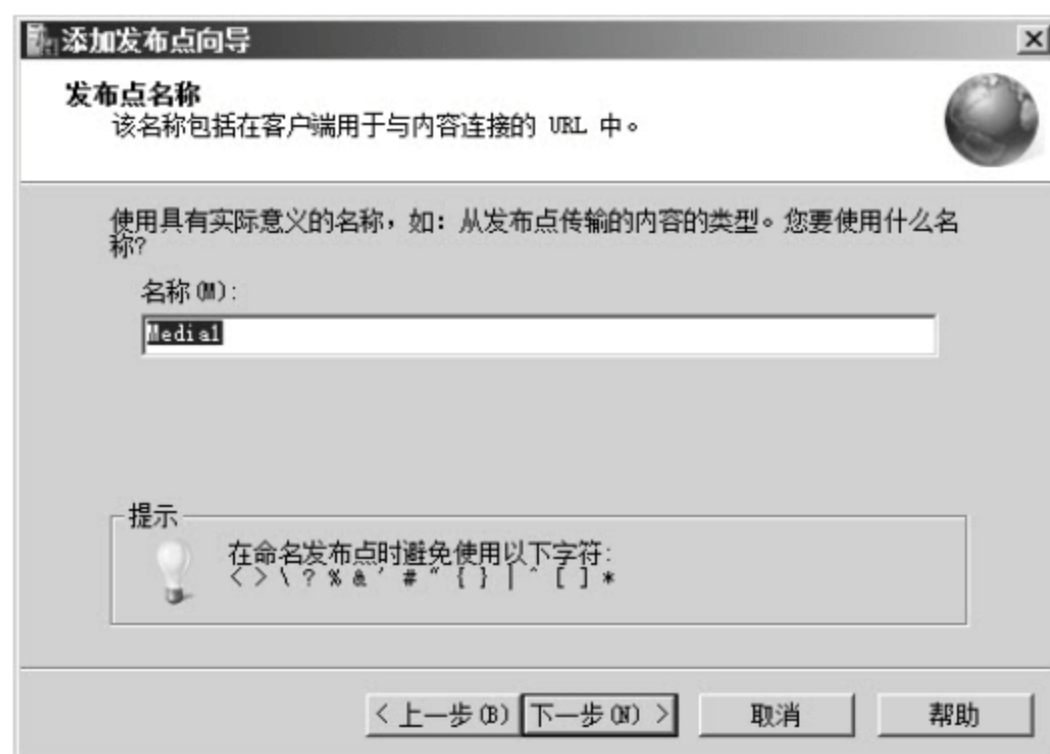 添加发布点向导
发布点名称
该名称包括在客户端用于与内容连接的 URL 中。
使用具有实际意义的名称，如：从发布点传输的内容的类型。您要使用什么名
称?
名称(M):
Media1
提示
在命名发布点时避免使用以下字符:
< > \ ? % & ' # " { } | ^ [ ] *
< 上一步(B)
下一步(N) >
取消
帮助